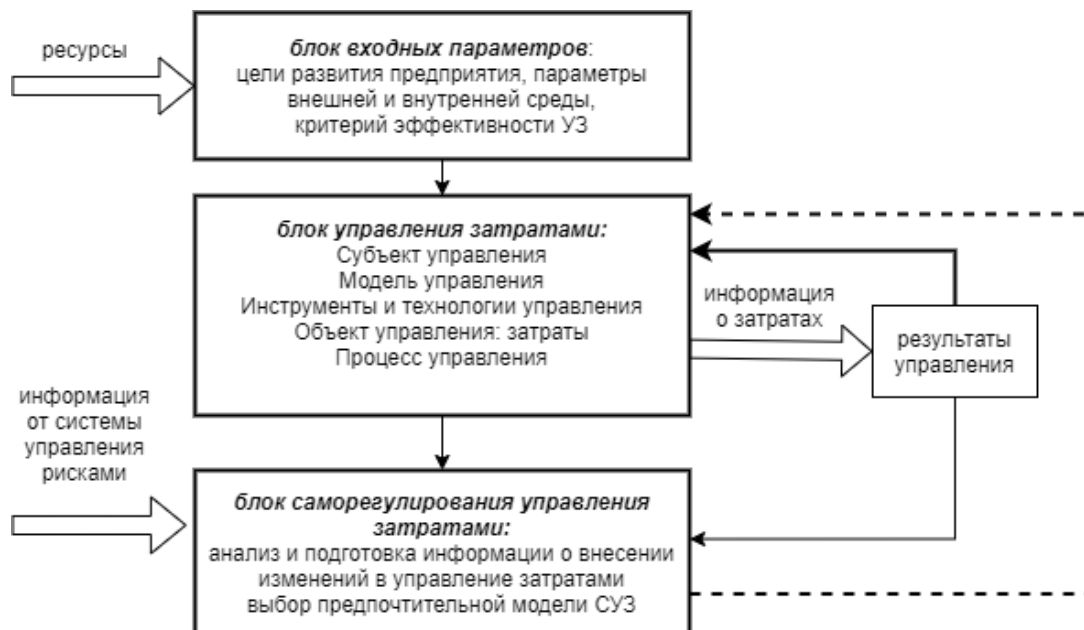 ресурсы
блок входных параметров:
цели развития предприятия, параметры
внешней и внутренней среды,
критерий эффективности УЗ
блок управления затратами:
Субъект управления
Модель управления
Инструменты и технологии управления
Объект управления: затраты
Процесс управления
информация
о затратах
результаты
управления
информация
от системы
управления
рисками
блок саморегулирования управления
затратами:
анализ и подготовка информации о внесении
изменений в управление затратами
выбор предпочтительной модели СУЗ